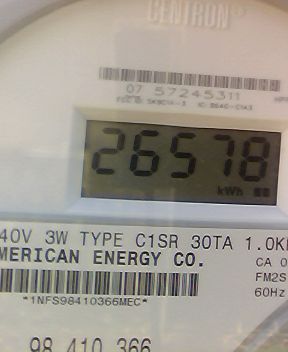 CENTRON®
07 57245311
26578
kWh
40V 3W TYPE C1SR 30TA 1.0K
MERICAN ENERGY CO.
CA 0
FM2S
*1NFS98410366MEC*
60Hz
98 410 366